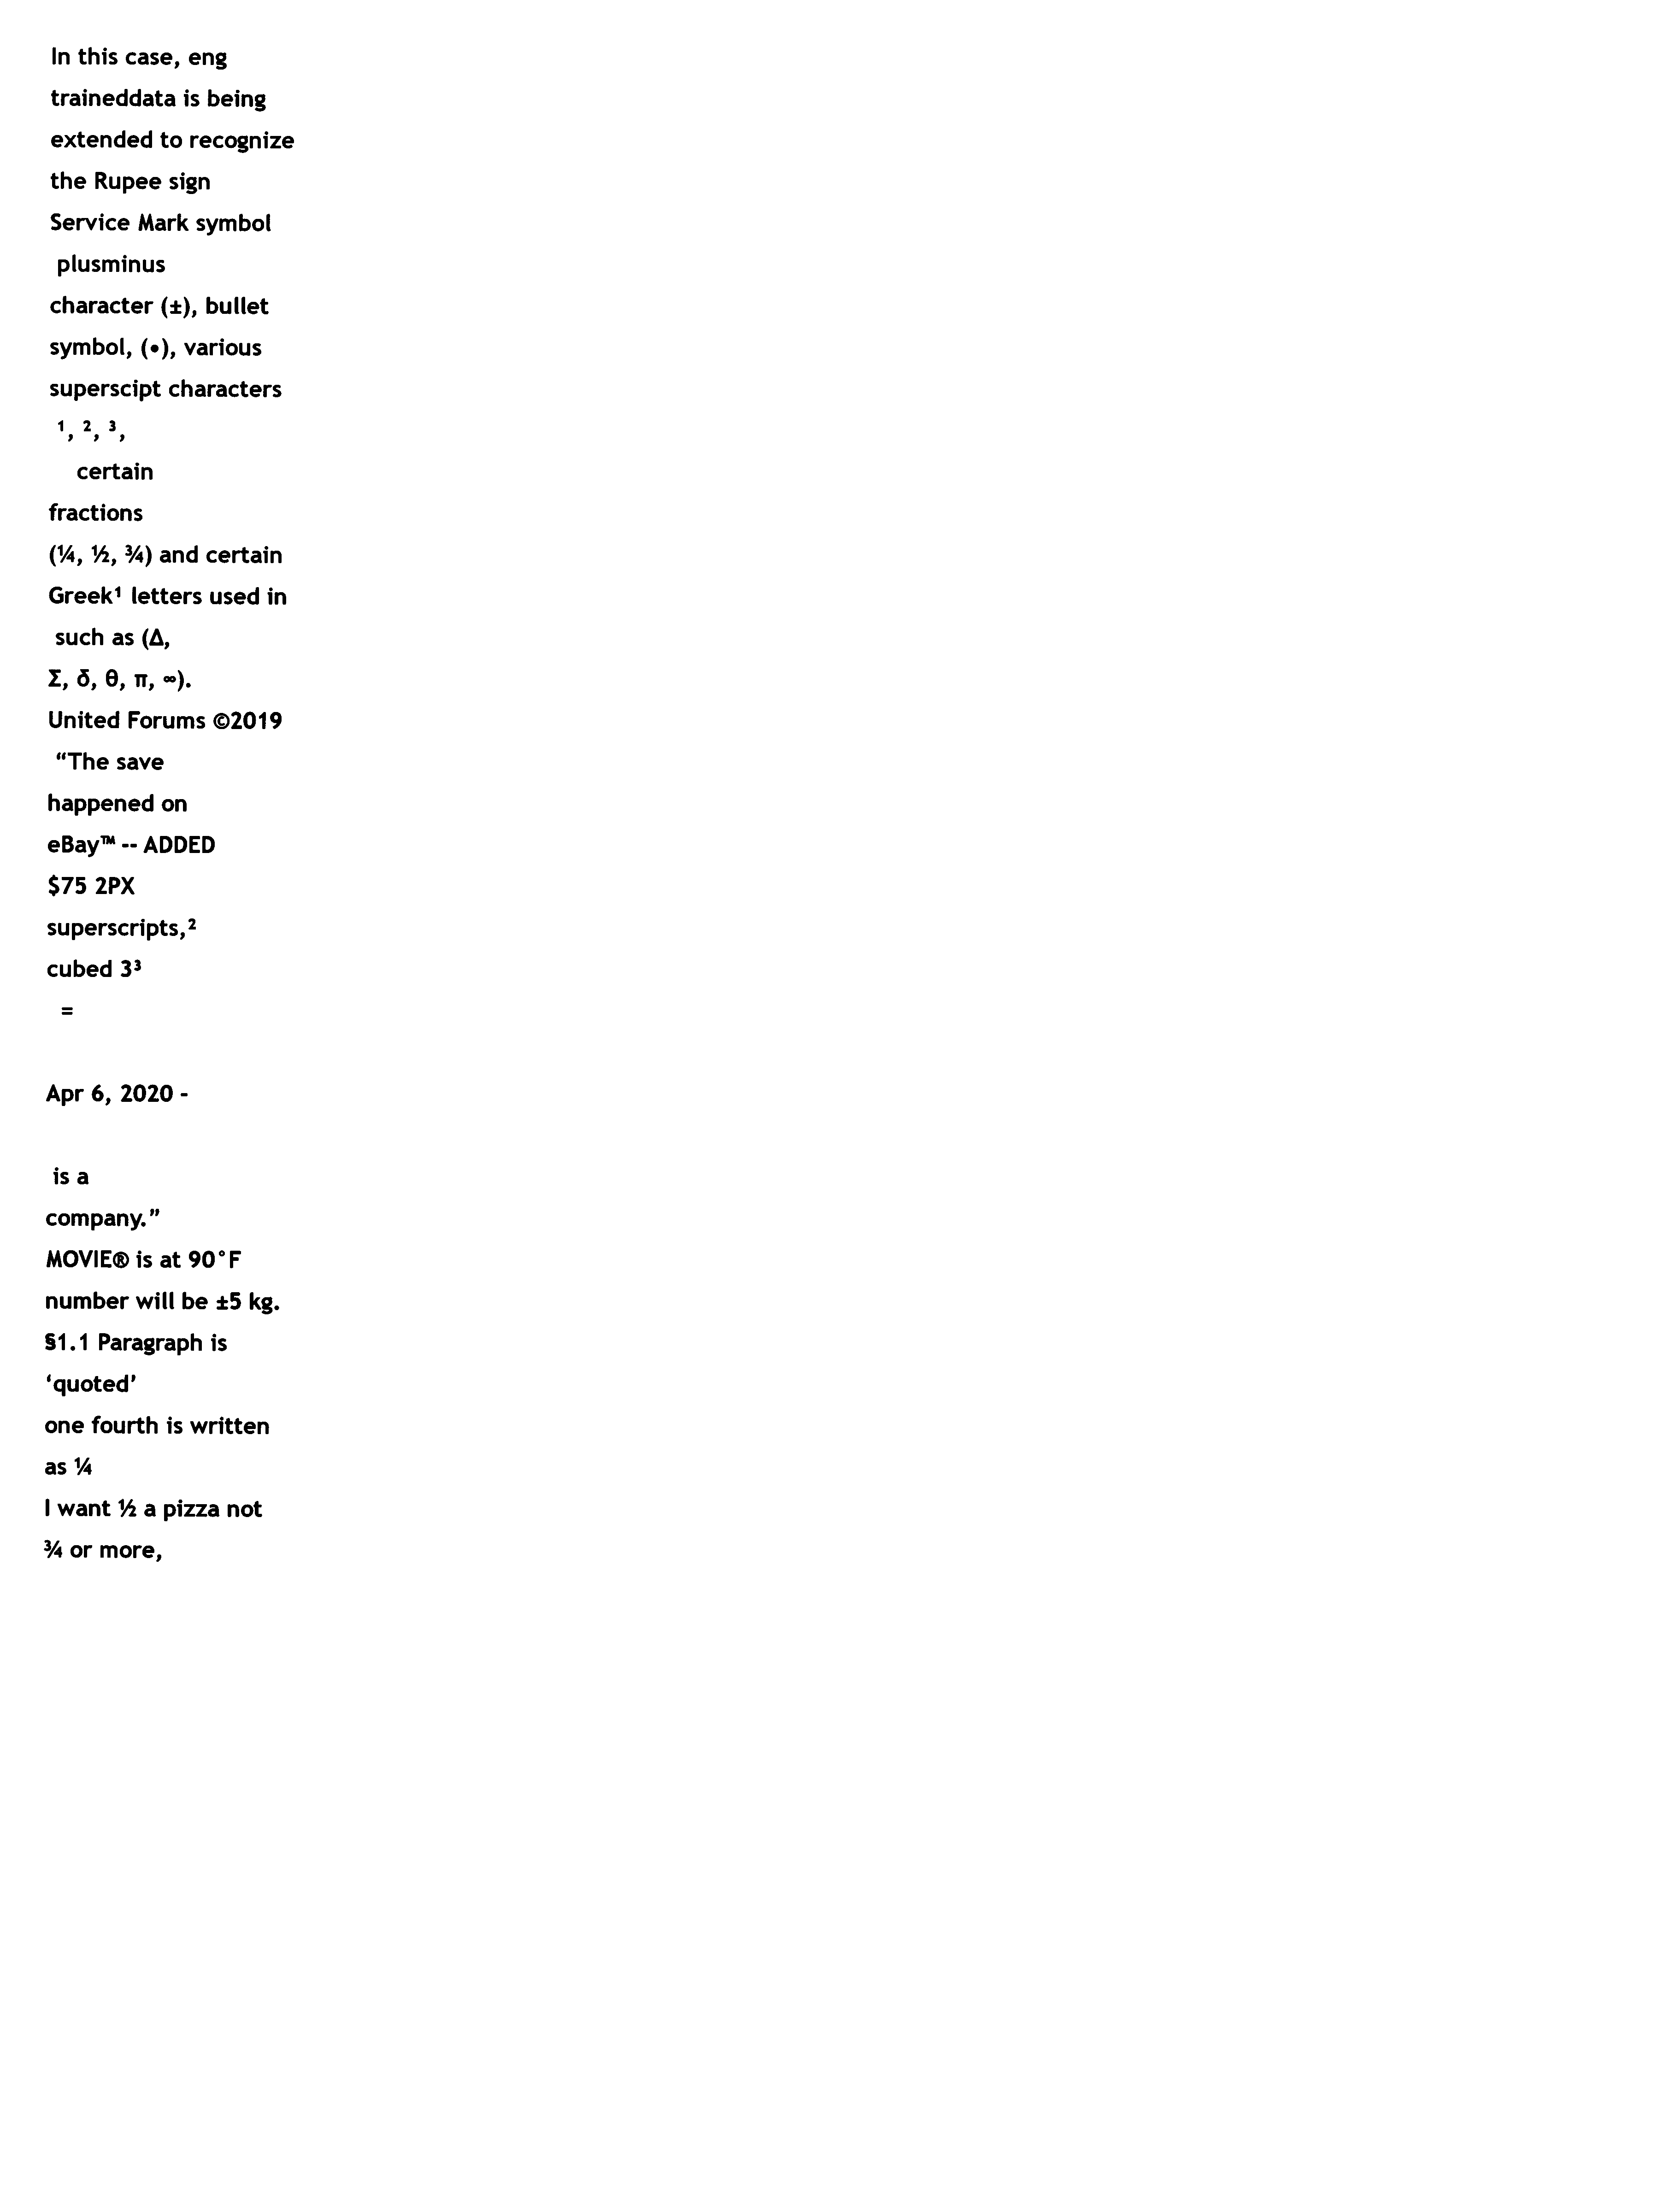 In this case, eng
traineddata is being
extended to recognize
the Rupee sign
Service Mark symbol
plusminus
character (±), bullet
symbol, (•), various
superscipt characters
¹, ², ³,
certain
fractions
(¼, ½, ¾) and certain
Greek¹ letters used in
such as (Δ,
Σ, δ, θ, π, ∞).
United Forums ©2019
“The save
happened on
eBay™ -- ADDED
$75 2PX
superscripts,²
cubed 3³
=
Apr 6, 2020 -
is a
company.”
MOVIE® is at 90°F
number will be ±5 kg.
§1.1 Paragraph is
‘quoted’
one fourth is written
as ¼
I want ½ a pizza not
¾ or more,